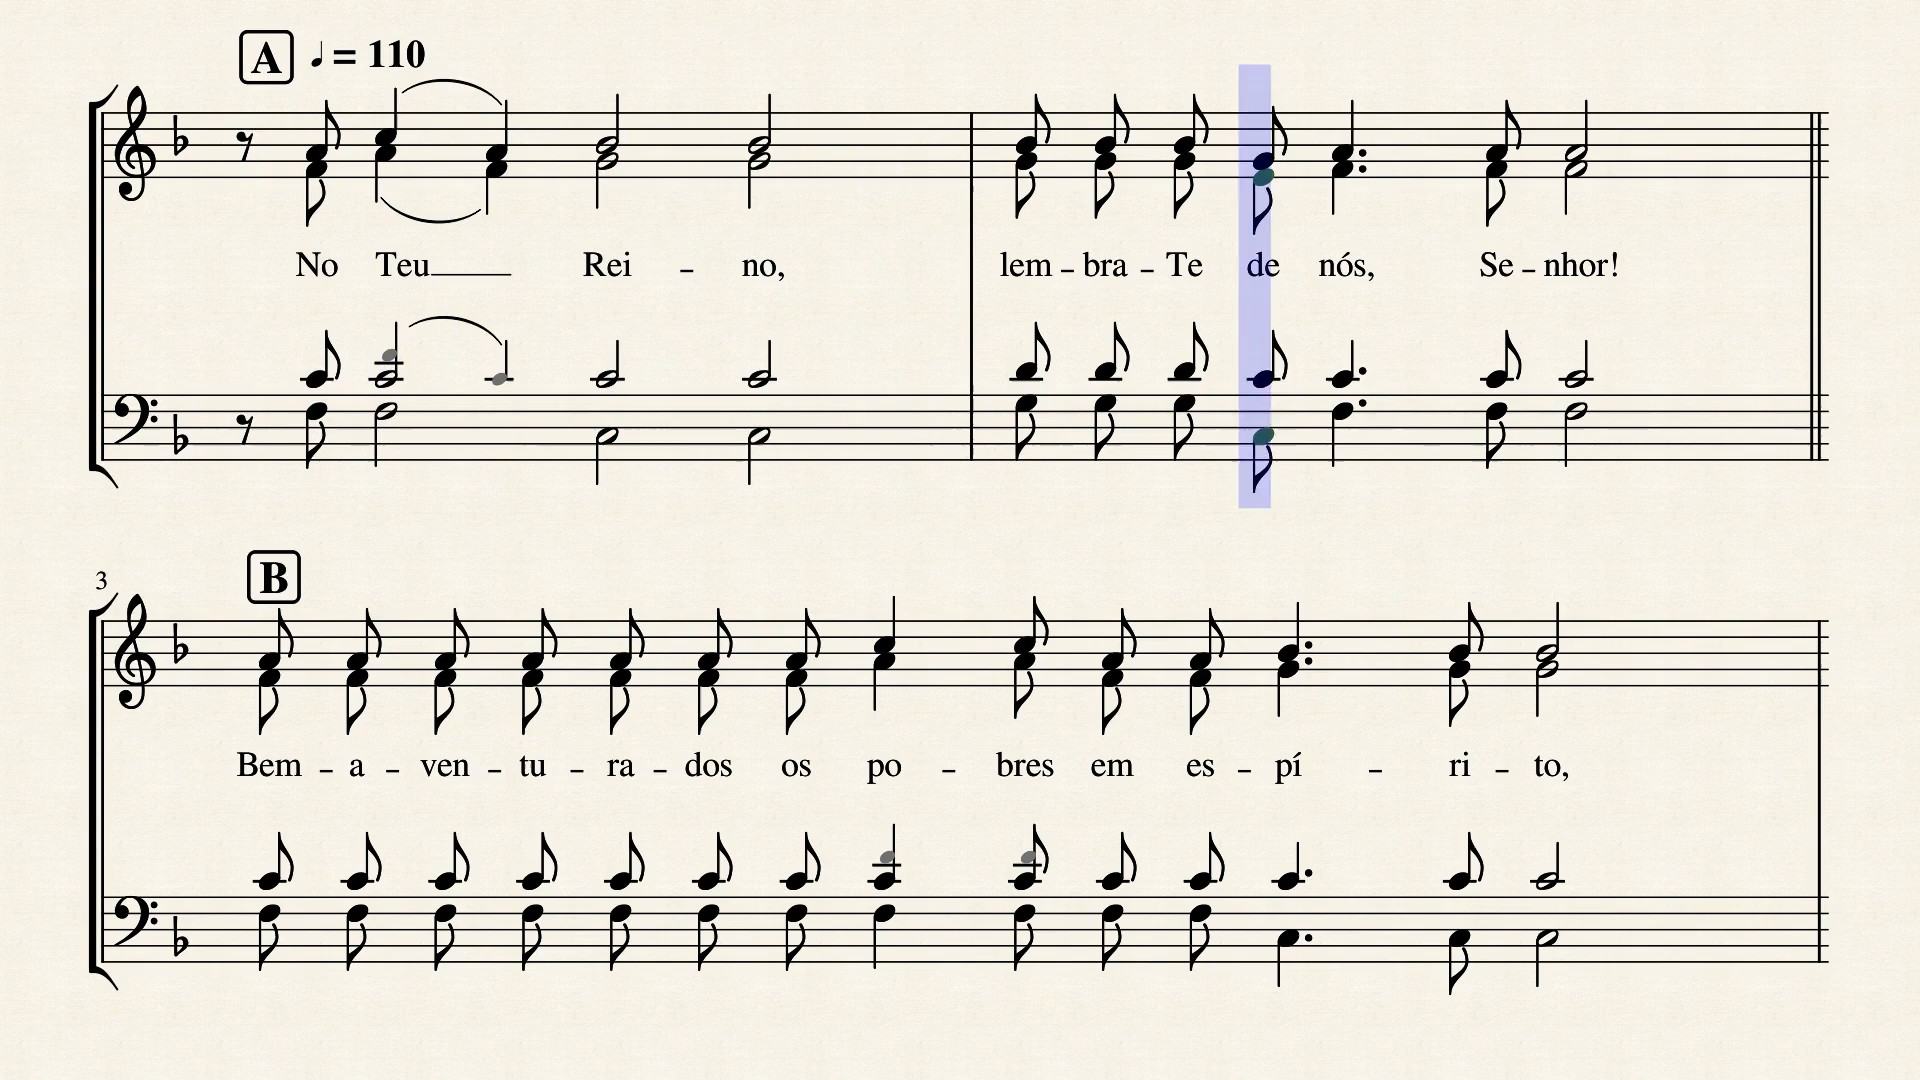 A ♩ = 110
No Teu___ Rei - no, lem - bra - Te de nós, Se - nhor!
3
B
Bem - a - ven - tu - ra - dos os po - bres em es - pí - ri - to,